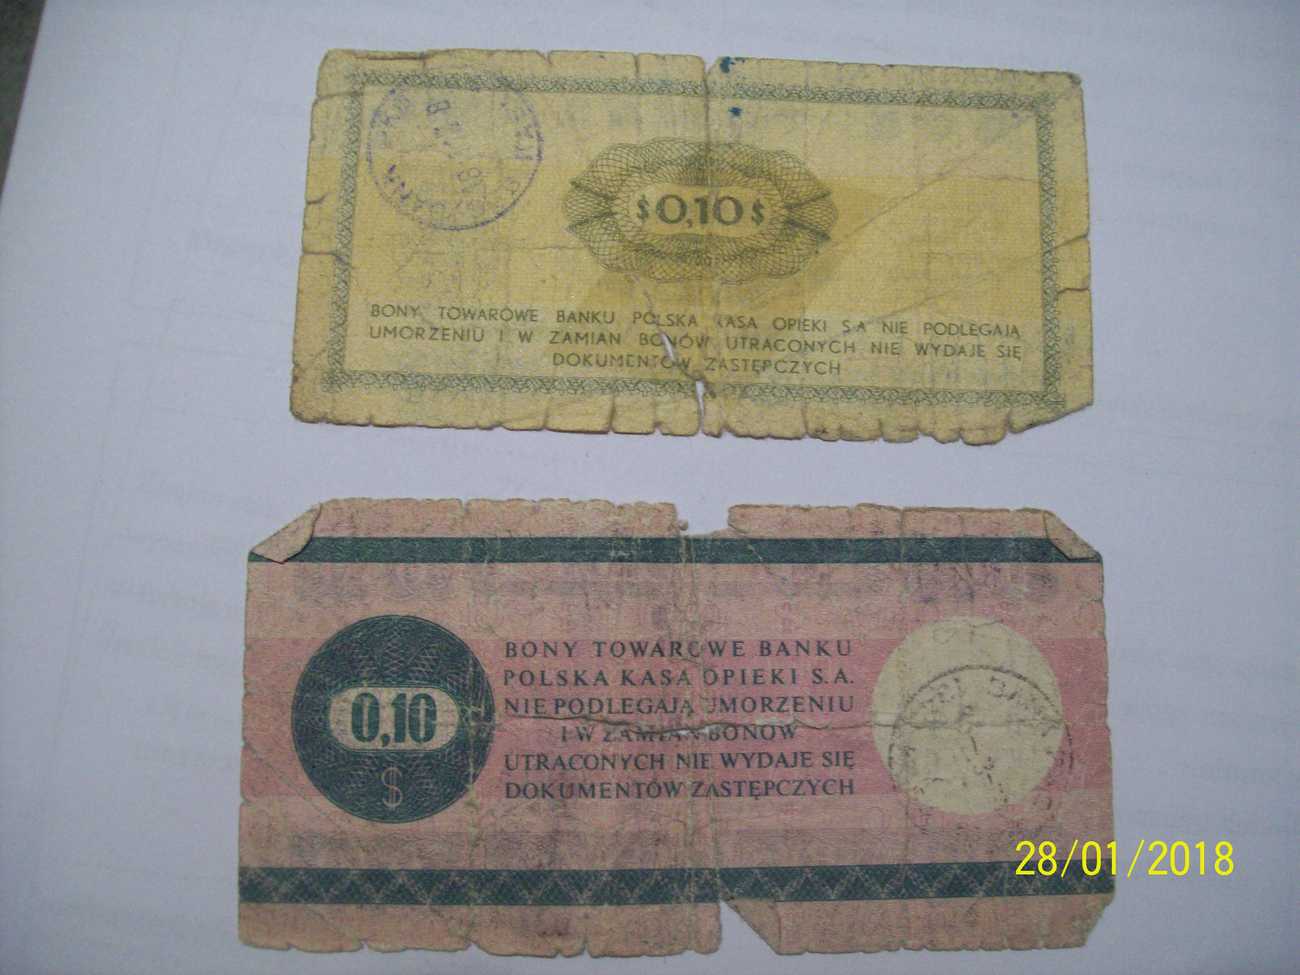 $0,10$
BONY TOWAROWE BANKU POLSKA KASA OPIEKI S.A. NIE PODLEGAJĄ
UMORZENIU I W ZAMIAN BONÓW UTRACONYCH NIE WYDAJE SIĘ
DOKUMENTÓW ZASTĘPCZYCH
0,10
$
BONY TOWAROWE BANKU
POLSKA KASA OPIEKI S.A.
NIE PODLEGAJĄ UMORZENIU
I W ZAMIAN BONÓW
UTRACONYCH NIE WYDAJE SIĘ
DOKUMENTÓW ZASTĘPCZYCH
28/01/2018